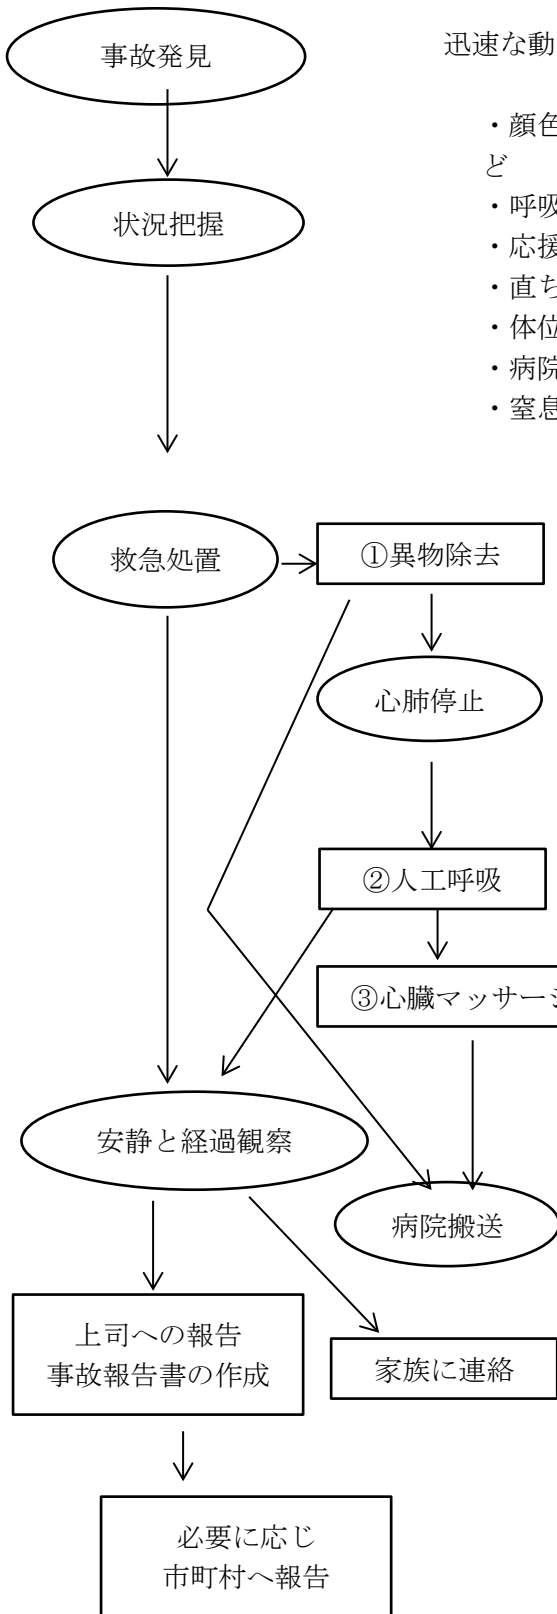 事故発見
迅速な動
・顔色
ど
・呼吸
・応援
・直ち
・体位
・病院
・窒息
状況把握
救急処置
①異物除去
心肺停止
②人工呼吸
③心臓マッサージ
安静と経過観察
病院搬送
上司への報告
事故報告書の作成
家族に連絡
必要に応じ
市町村へ報告